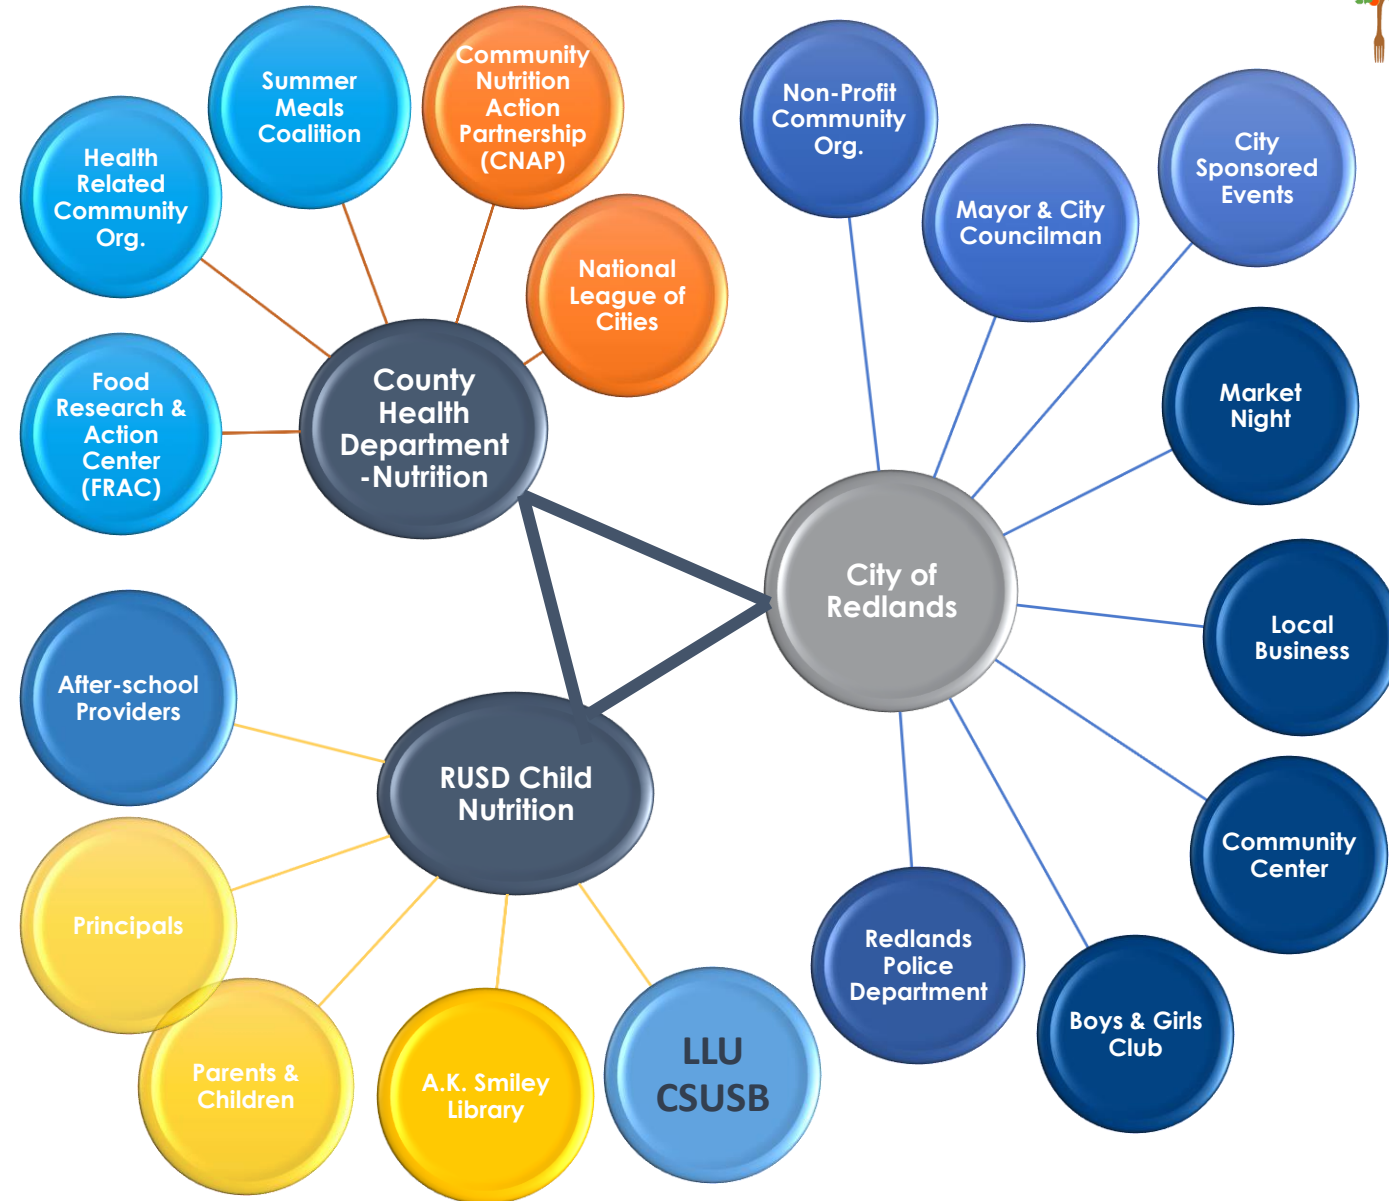 Community
Nutrition
Action
Partnership
(CNAP)
Summer
Meals
Coalition
Health
Related
Community
Org.
National
League of
Cities
Food
Research &
Action
Center
(FRAC)
County
Health
Department
-Nutrition
Non-Profit
Community
Org.
Mayor & City
Councilman
City
Sponsored
Events
Market
Night
City of
Redlands
Local
Business
Community
Center
Boys & Girls
Club
Redlands
Police
Department
After-school
Providers
RUSD Child
Nutrition
Principals
Parents &
Children
A.K. Smiley
Library
LLU
CSUSB